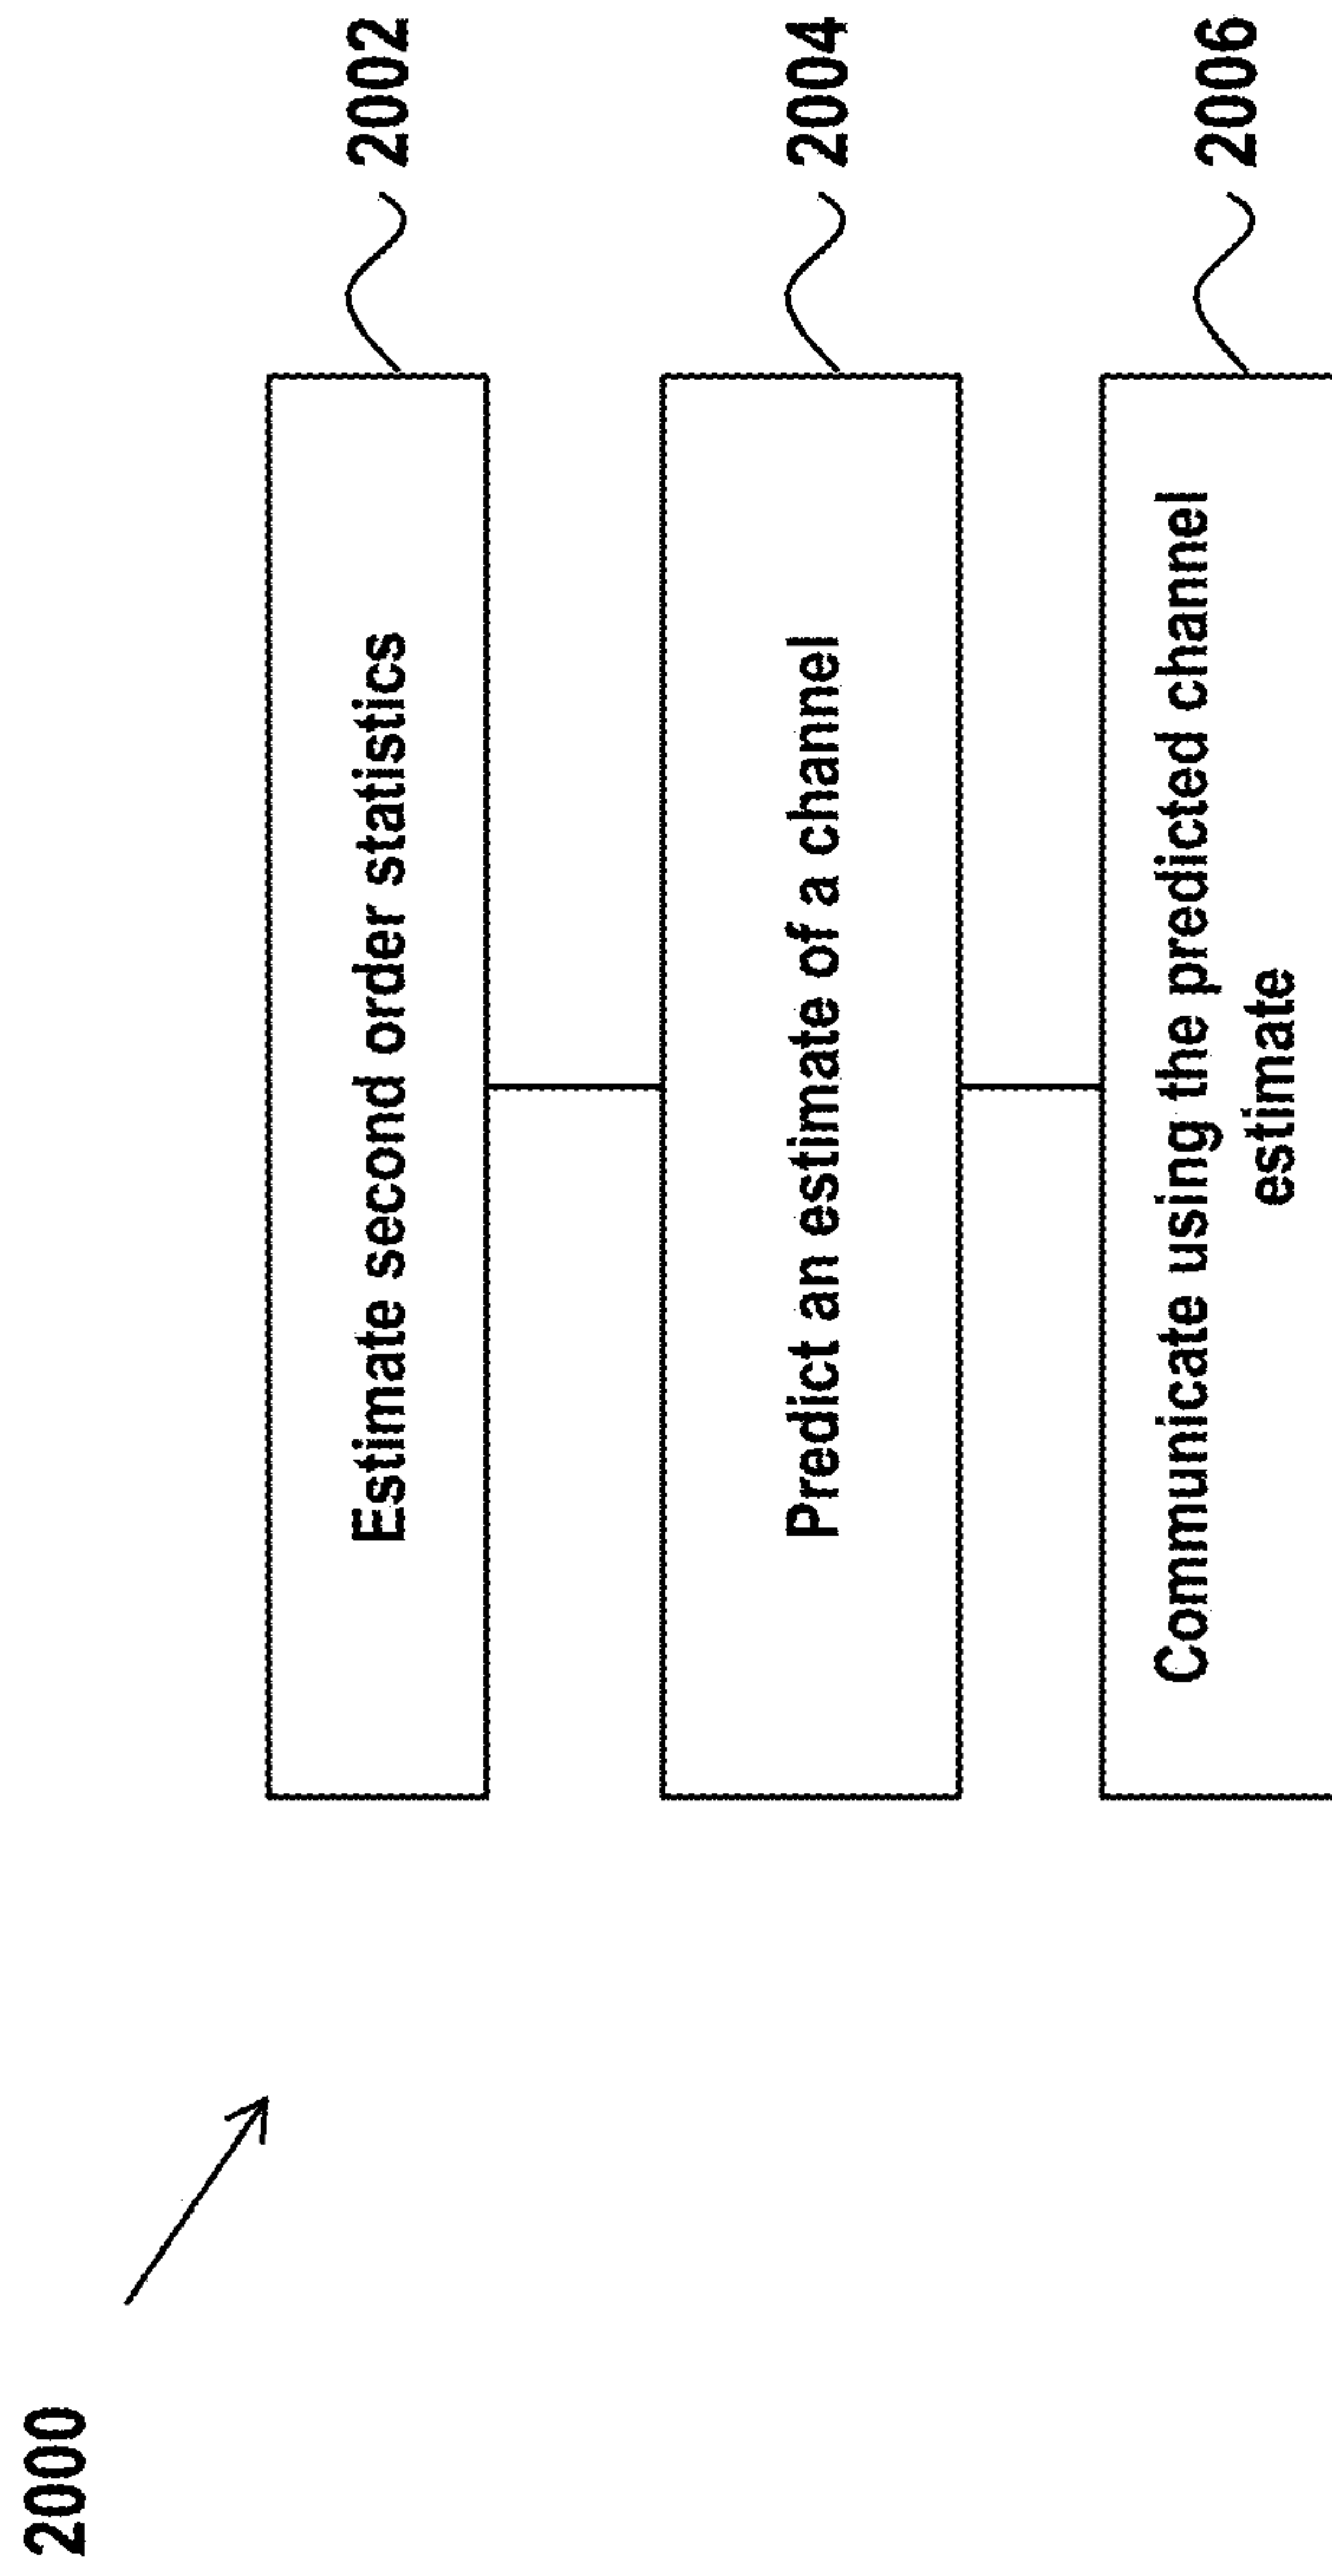 2000
Estimate second order statistics
2002
Predict an estimate of a channel
2004
Communicate using the predicted channel
estimate
2006